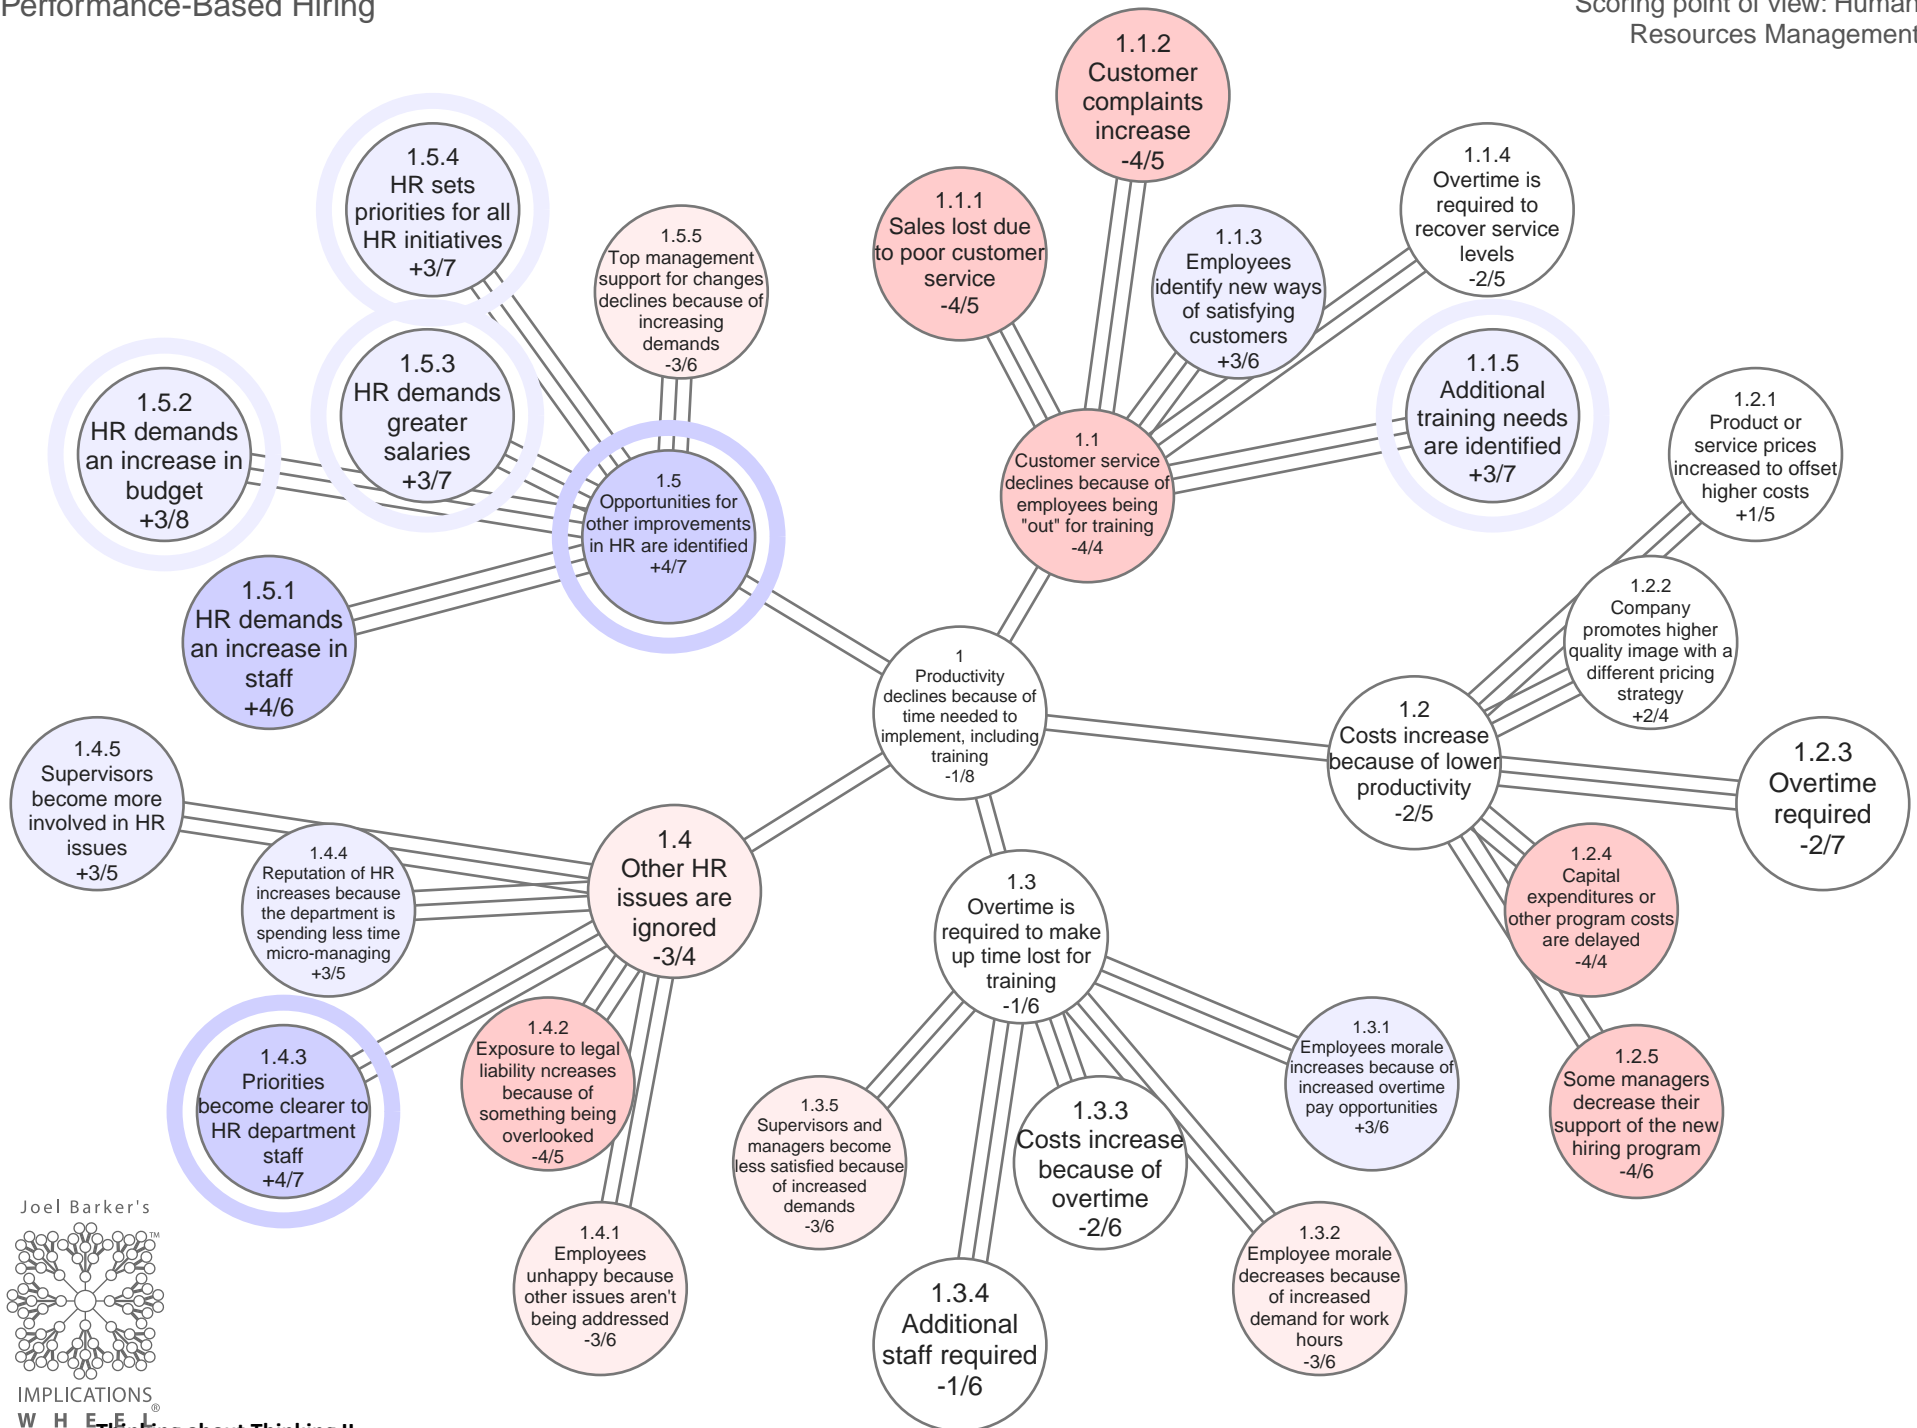 Performance-Based Hiring
Scoring point of view: Human
Resources Management
1.1.2
Customer
complaints
increase
-4/5
1.5.4
HR sets
priorities for all
HR initiatives
+3/7
1.1.4
Overtime is
required to
recover service
levels
-2/5
1.1.1
Sales lost due
to poor customer
service
-4/5
1.5.5
Top management
support for changes
declines because of
increasing
demands
-3/6
1.1.3
Employees
identify new ways
of satisfying
customers
+3/6
1.5.3
HR demands
greater
salaries
+3/7
1.1.5
Additional
training needs
are identified
+3/7
1.5.2
HR demands
an increase in
budget
+3/8
1.2.1
Product or
service prices
increased to offset
higher costs
+1/5
1.1
Customer service
declines because of
employees being
"out" for training
-4/4
1.5
Opportunities for
other improvements
in HR are identified
+4/7
1.5.1
HR demands
an increase in
staff
+4/6
1.2.2
Company
promotes higher
quality image with a
different pricing
strategy
+2/4
1
Productivity
declines because of
time needed to
implement, including
training
-1/8
1.2
Costs increase
because of lower
productivity
-2/5
1.4.5
Supervisors
become more
involved in HR
issues
+3/5
1.2.3
Overtime
required
-2/7
1.4
Other HR
issues are
ignored
-3/4
1.4.4
Reputation of HR
increases because
the department is
spending less time
micro-managing
+3/5
1.2.4
Capital
expenditures or
other program costs
are delayed
-4/4
1.3
Overtime is
required to make
up time lost for
training
-1/6
1.4.3
Priorities
become clearer to
HR department
staff
+4/7
1.4.2
Exposure to legal
liability ncreases
because of
something being
overlooked
-4/5
1.3.1
Employees morale
increases because of
increased overtime
pay opportunities
+3/6
1.2.5
Some managers
decrease their
support of the new
hiring program
-4/6
1.3.5
Supervisors and
managers become
less satisfied because
of increased
demands
-3/6
1.3.3
Costs increase
because of
overtime
-2/6
1.4.1
Employees
unhappy because
other issues aren't
being addressed
-3/6
1.3.4
Additional
staff required
-1/6
1.3.2
Employee morale
decreases because
of increased
demand for work
hours
-3/6
Joel Barker's
TM
IMPLICATIONS
WHEEL®
Thinking about Thinking II